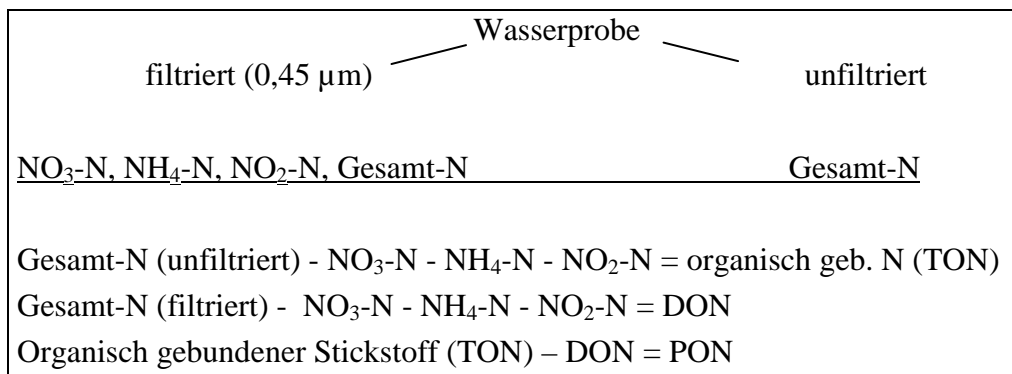 Wasserprobe
filtriert (0,45 µm) unfiltriert
NO₃-N, NH₄-N, NO₂-N, Gesamt-N Gesamt-N
Gesamt-N (unfiltriert) - NO₃-N - NH₄-N - NO₂-N = organisch geb. N (TON)
Gesamt-N (filtriert) - NO₃-N - NH₄-N - NO₂-N = DON
Organisch gebundener Stickstoff (TON) – DON = PON